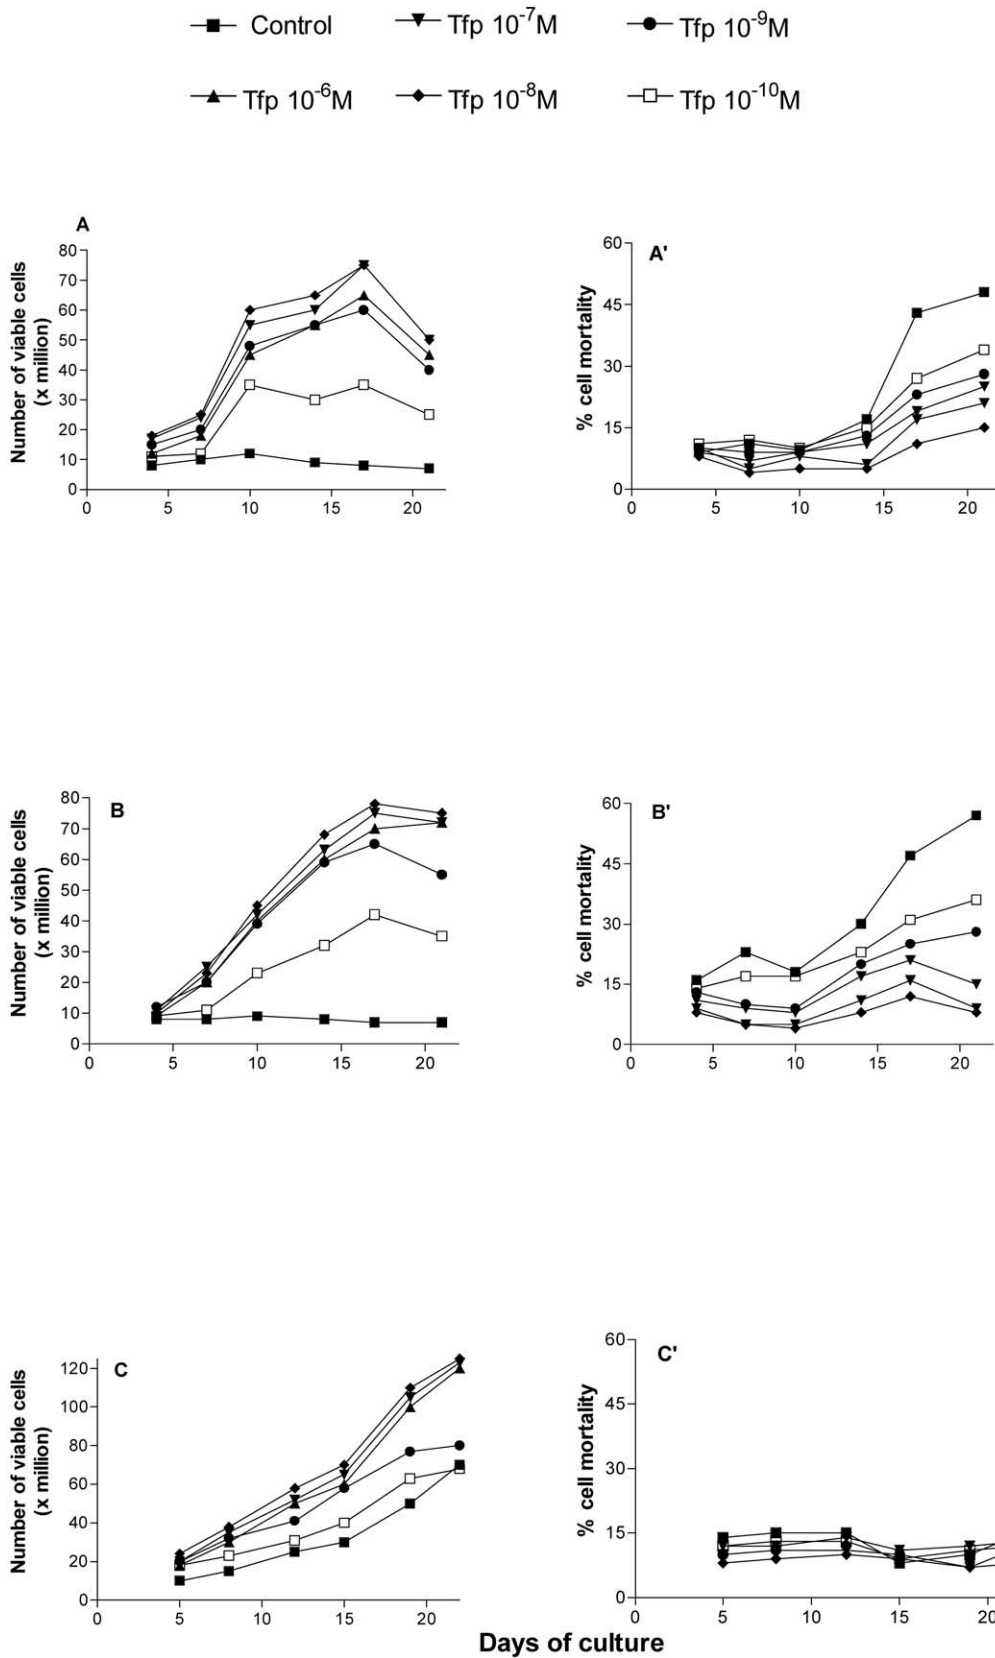 Control Tfp 10-7M Tfp 10-9M
Tfp 10-6M Tfp 10-8M Tfp 10-10M
A
Number of viable cells
(x million)
80
70
60
50
40
30
20
10
0
0 5 10 15 20
A'
% cell mortality
60
45
30
15
0
0 5 10 15 20
B
Number of viable cells
(x million)
80
70
60
50
40
30
20
10
0
0 5 10 15 20
B'
% cell mortality
60
45
30
15
0
0 5 10 15 20
C
Number of viable cells
(x million)
120
100
80
60
40
20
0
0 5 10 15 20
C'
% cell mortality
60
45
30
15
0
0 5 10 15 20
Days of culture